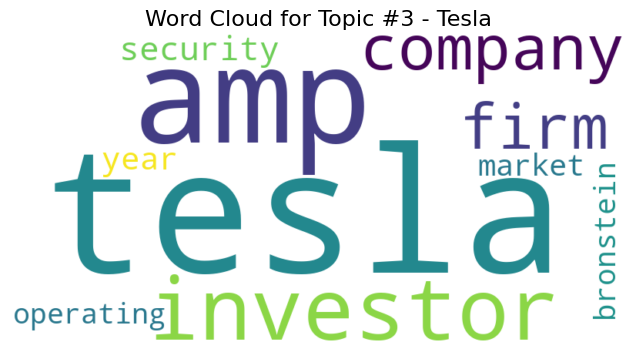 Word Cloud for Topic #3 - Tesla
security
company
amp
firm
year
market
tesla
bronstein
investor
operating